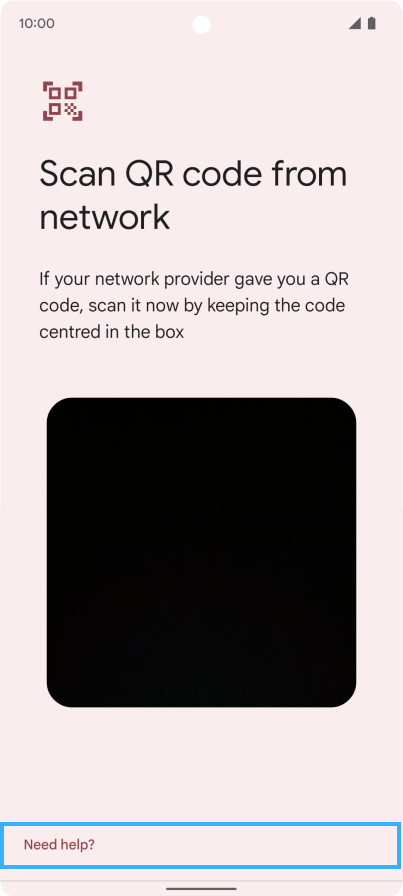 10:00
Scan QR code from
network
If your network provider gave you a QR
code, scan it now by keeping the code
centred in the box
Need help?